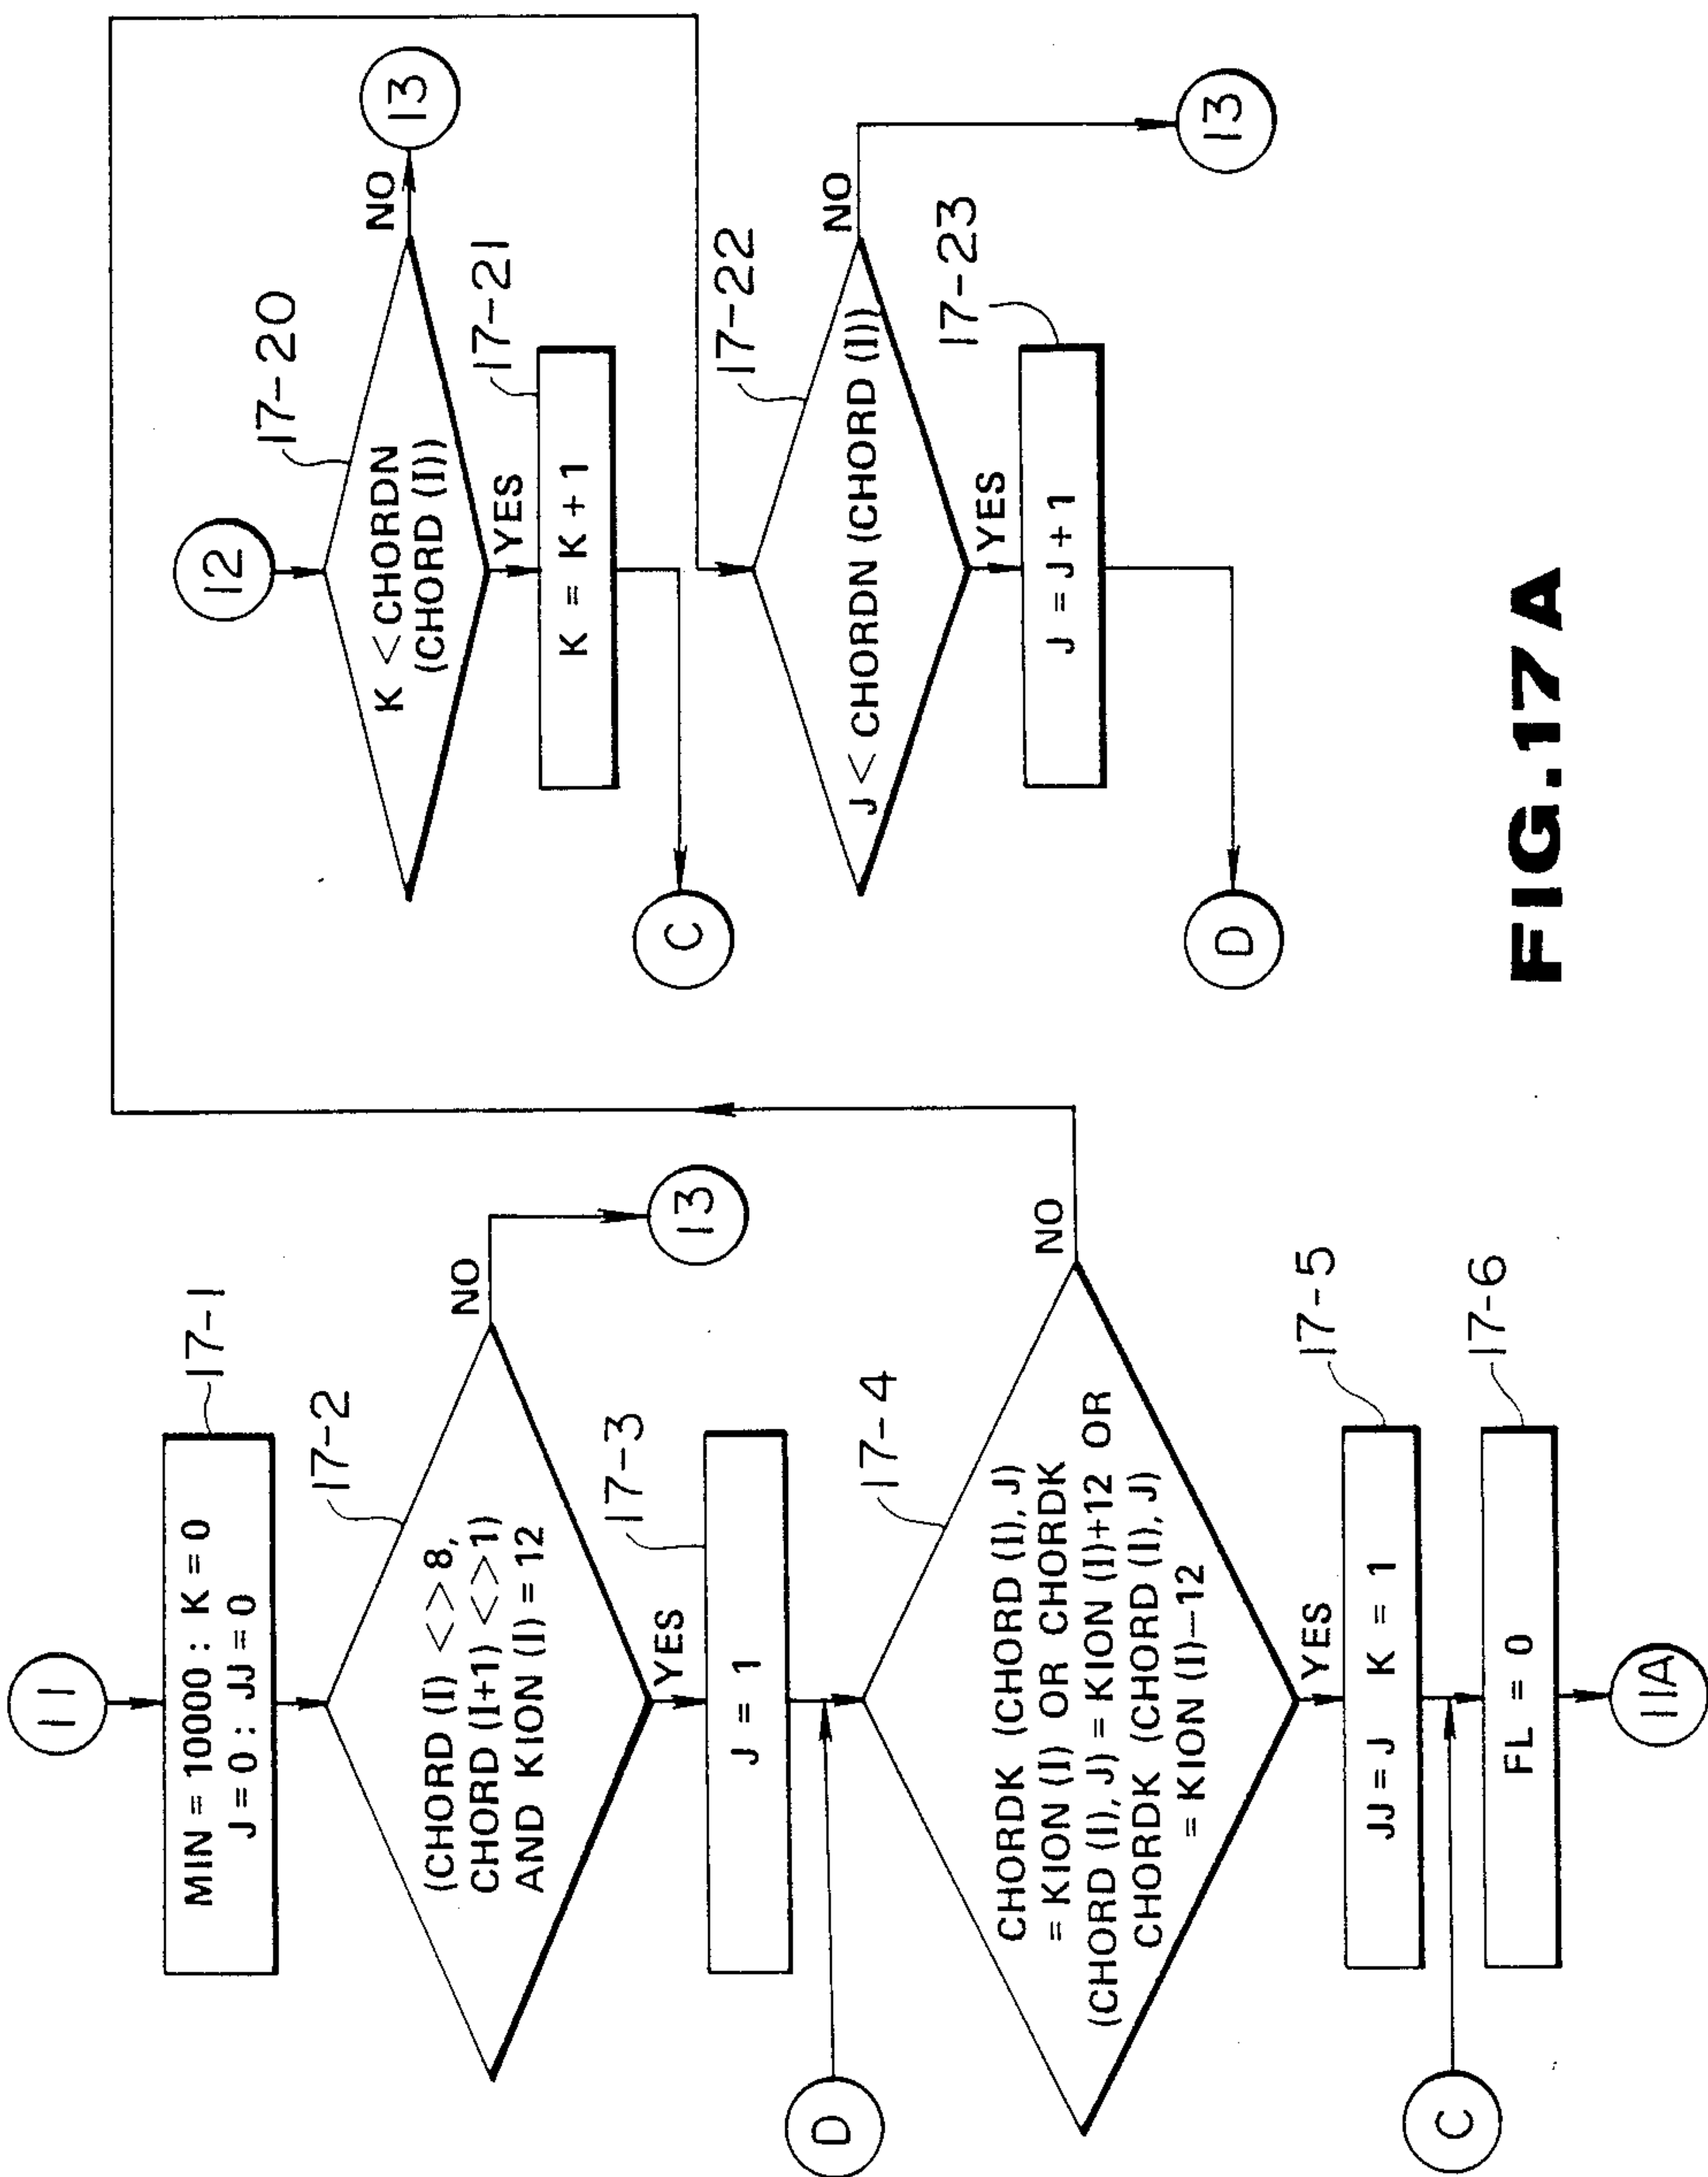 11
MIN = 10000 : K = 0
J = 0 : JJ = 0
17-1
(CHORD (I) <> 8,
CHORD (I+1) <> 1)
AND KION (I) = 12
17-2
NO
13
YES
J = 1
17-3
D
CHORDK (CHORD (I), J)
= KION (I) OR CHORDK
(CHORD (I), J) = KION (I)+12 OR
CHORDK (CHORD (I), J)
= KION (I)-12
17-4
NO
YES
JJ = J K = 1
17-5
C
FL = 0
17-6
11A
12
K < CHORDN
(CHORD (I))
17-20
NO
13
YES
K = K + 1
17-21
C
J < CHORDN (CHORD (I))
17-22
NO
13
YES
J = J + 1
17-23
D
FIG.17A